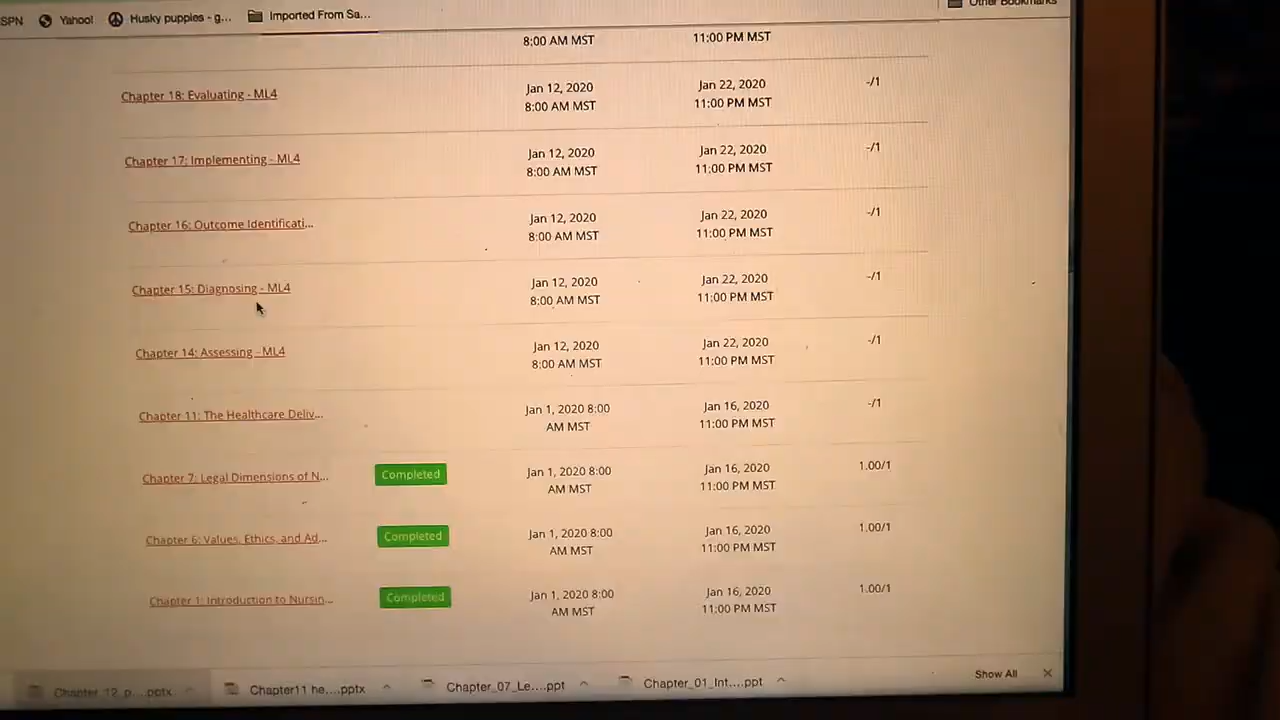 SPN Yahoo! Husky puppies - g... Imported From Sa... Other Bookmarks
8:00 AM MST 11:00 PM MST
Chapter 18: Evaluating - ML4 Jan 12, 2020 Jan 22, 2020 -/1
8:00 AM MST 11:00 PM MST
Chapter 17: Implementing - ML4 Jan 12, 2020 Jan 22, 2020 -/1
8:00 AM MST 11:00 PM MST
Chapter 16: Outcome Identificati... Jan 12, 2020 Jan 22, 2020 -/1
8:00 AM MST 11:00 PM MST
Chapter 15: Diagnosing - ML4 Jan 12, 2020 Jan 22, 2020 -/1
8:00 AM MST 11:00 PM MST
Chapter 14: Assessing - ML4 Jan 12, 2020 Jan 22, 2020 -/1
8:00 AM MST 11:00 PM MST
Chapter 11: The Healthcare Deliv... Jan 1, 2020 8:00 Jan 16, 2020 -/1
AM MST 11:00 PM MST
Chapter 7: Legal Dimensions of N... Completed Jan 1, 2020 8:00 Jan 16, 2020 1.00/1
AM MST 11:00 PM MST
Chapter 6: Values, Ethics, and Ad... Completed Jan 1, 2020 8:00 Jan 16, 2020 1.00/1
AM MST 11:00 PM MST
Chapter 1: Introduction to Nursin... Completed Jan 1, 2020 8:00 Jan 16, 2020 1.00/1
AM MST 11:00 PM MST
Chapter_12_p....pptx Chapter11 he....pptx Chapter_07_Le....ppt Chapter_01_Int....ppt Show All